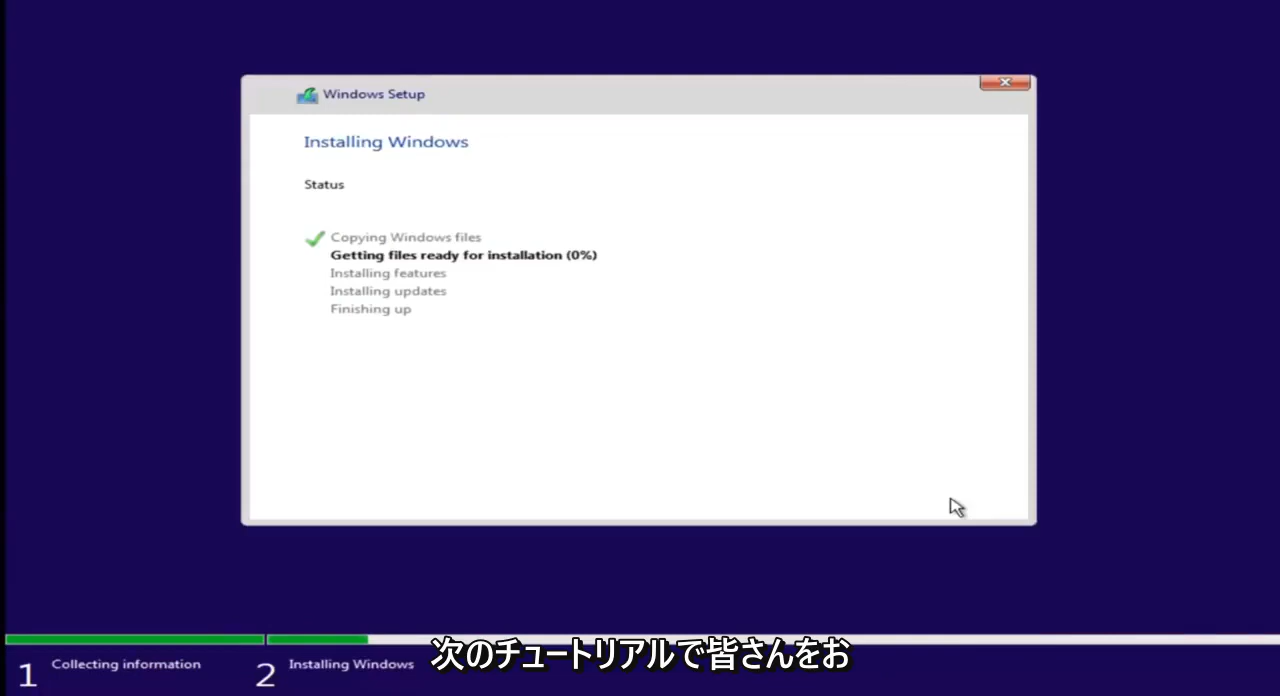 Windows Setup
Installing Windows
Status
Copying Windows files
Getting files ready for installation (0%)
Installing features
Installing updates
Finishing up
1 Collecting information
2 Installing Windows
次のチュートリアルで皆さんをお